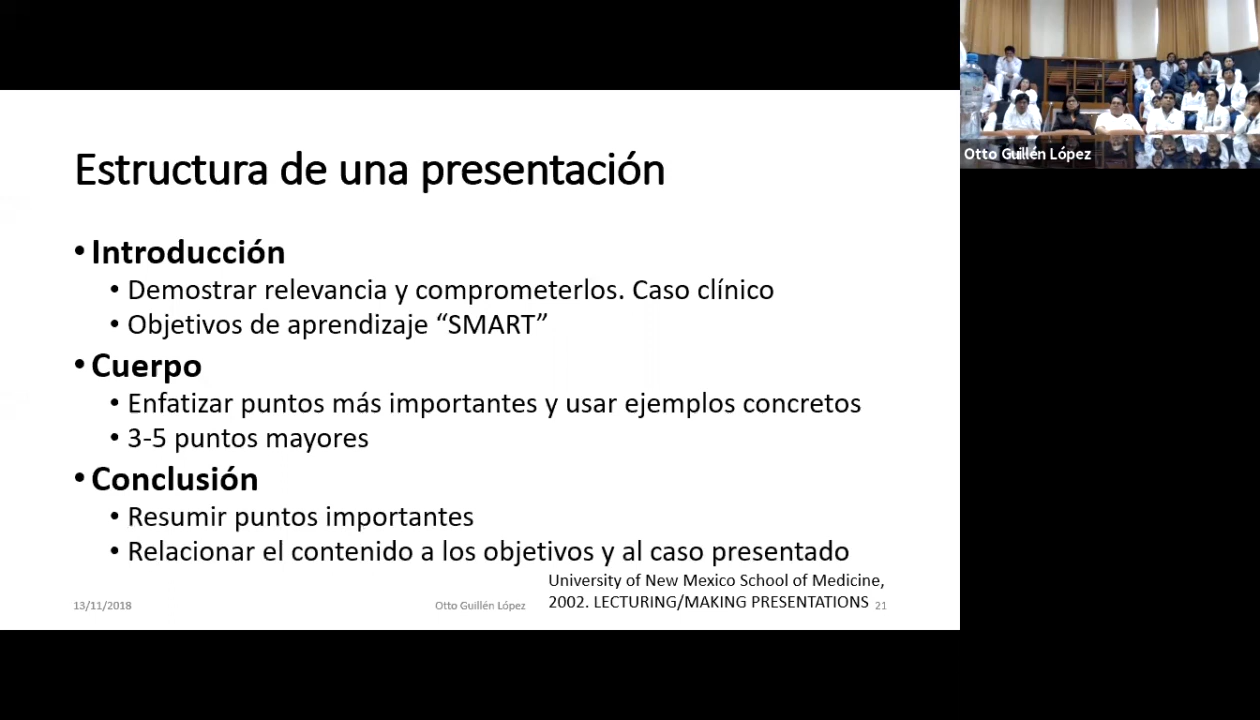 Estructura de una presentación
• Introducción
• Demostrar relevancia y comprometerlos. Caso clínico
• Objetivos de aprendizaje “SMART”
• Cuerpo
• Enfatizar puntos más importantes y usar ejemplos concretos
• 3-5 puntos mayores
• Conclusión
• Resumir puntos importantes
• Relacionar el contenido a los objetivos y al caso presentado
University of New Mexico School of Medicine,
2002. LECTURING/MAKING PRESENTATIONS
13/11/2018
Otto Guillén López
21
Otto Guillén López